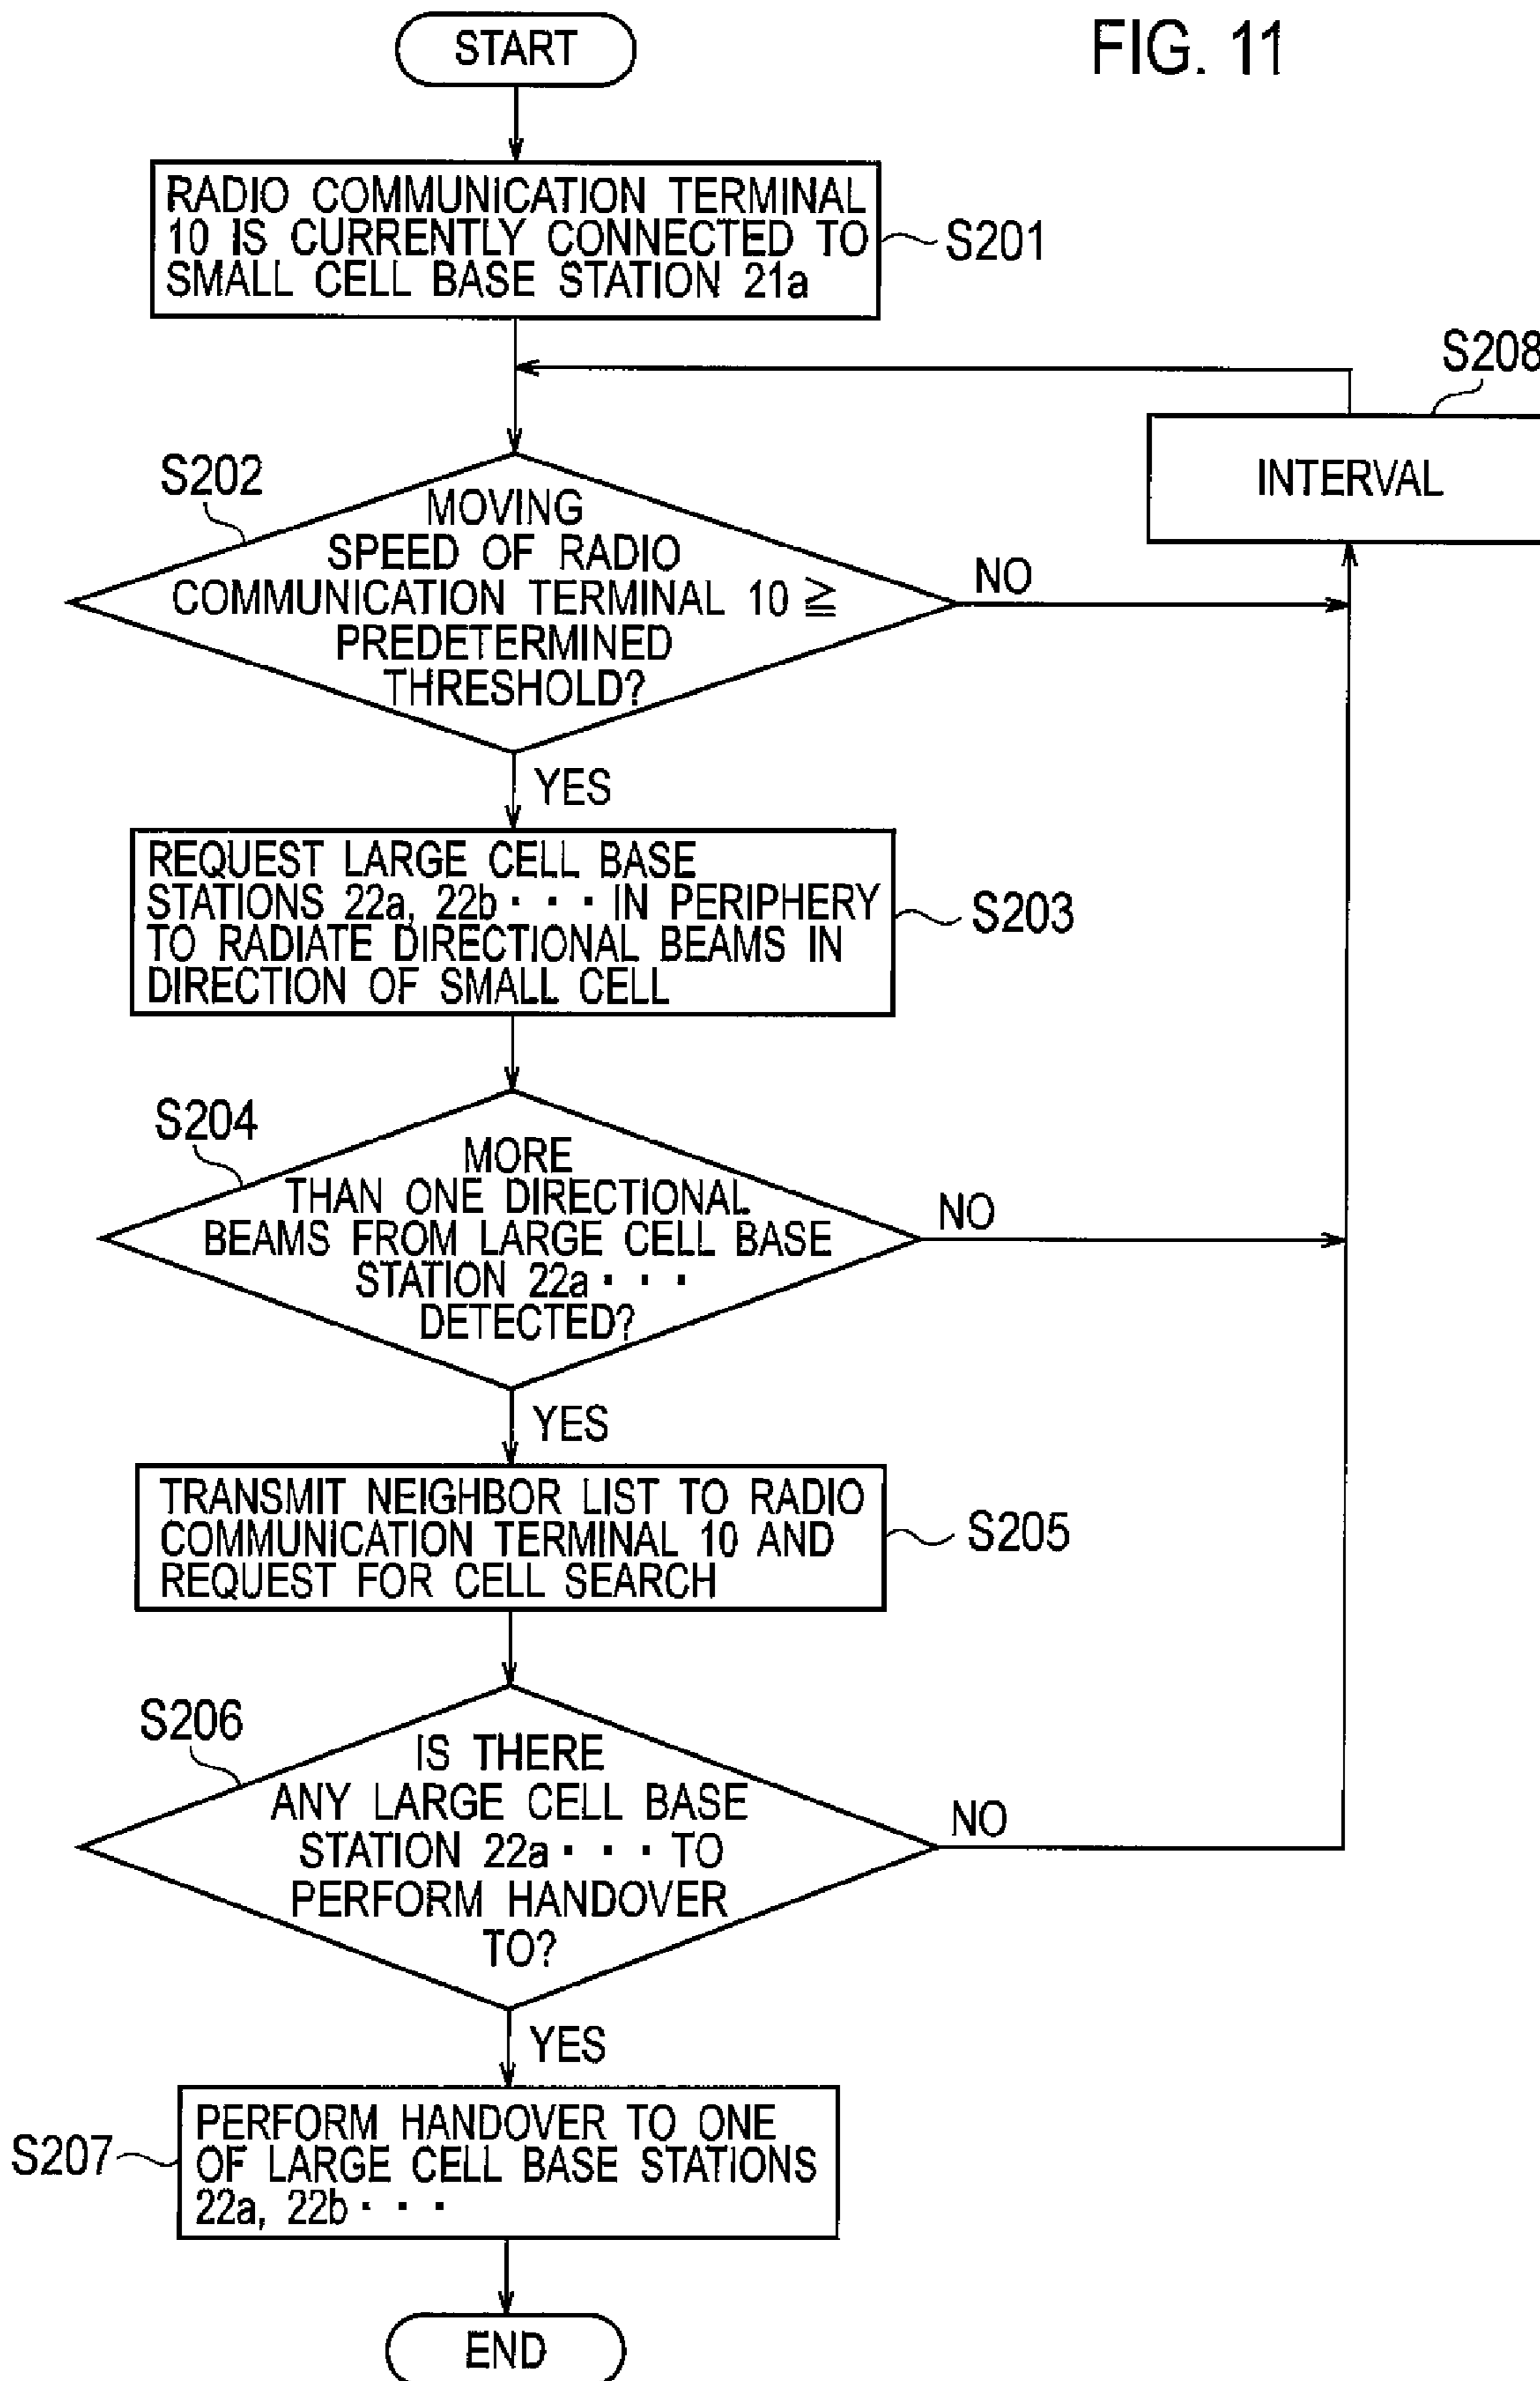 START
FIG. 11
RADIO COMMUNICATION TERMINAL
10 IS CURRENTLY CONNECTED TO
SMALL CELL BASE STATION 21a
S201
S208
INTERVAL
S202
MOVING
SPEED OF RADIO
COMMUNICATION TERMINAL 10 ≧
PREDETERMINED
THRESHOLD?
NO
YES
REQUEST LARGE CELL BASE
STATIONS 22a, 22b · · · IN PERIPHERY
TO RADIATE DIRECTIONAL BEAMS IN
DIRECTION OF SMALL CELL
S203
S204
MORE
THAN ONE DIRECTIONAL
BEAMS FROM LARGE CELL BASE
STATION 22a · · ·
DETECTED?
NO
YES
TRANSMIT NEIGHBOR LIST TO RADIO
COMMUNICATION TERMINAL 10 AND
REQUEST FOR CELL SEARCH
S205
S206
IS THERE
ANY LARGE CELL BASE
STATION 22a · · · TO
PERFORM HANDOVER
TO?
NO
YES
S207
PERFORM HANDOVER TO ONE
OF LARGE CELL BASE STATIONS
22a, 22b · · ·
END